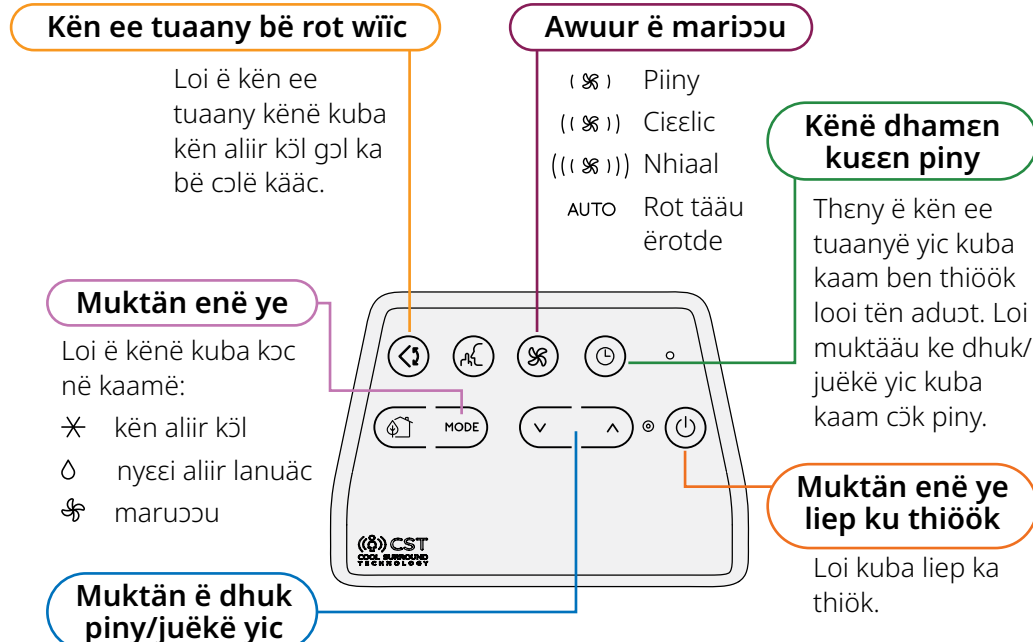 Kën ee tuaany bë rot wïïc
Loi ë kën ee
tuaany kënë kuba
kën aliir kɔ̈l gɔl ka
bë cɔlë kääc.
Awuur ë mariɔɔu
Piiny
Ciɛɛlic
Nhiaal
AUTO Rot tääu
ërotde
Kënë dhamɛn
kuɛɛn piny
Thɛny ë kën ee
tuaanyë yic kuba
kaam ben thiöök
looi tën aduɔt. Loi
muktääu ke dhuk/
juëkë yic kuba
kaam cök piny.
Muktän enë ye
Loi ë kënë kuba kɔc
në kaamë:
kën aliir kɔ̈l
nyɛɛi aliir lanuäc
maruɔɔu
MODE
CST
COOL SURROUND
TECHNOLOGY
Muktän enë ye
liep ku thiöök
Loi kuba liep ka
thiök.
Muktän ë dhuk
piny/juëkë yic